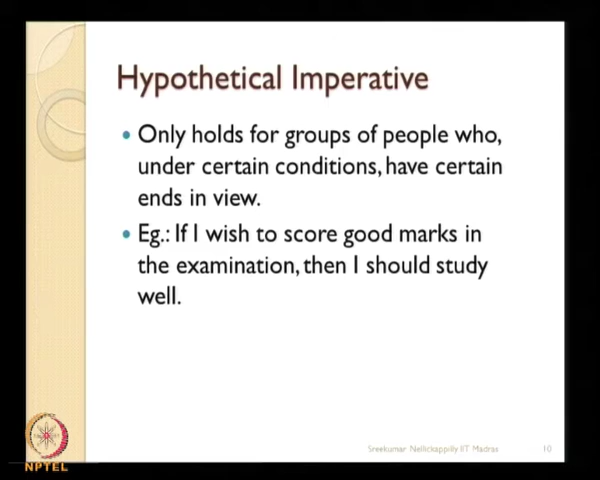 Hypothetical Imperative
• Only holds for groups of people who,
under certain conditions, have certain
ends in view.
• Eg.: If I wish to score good marks in
the examination, then I should study
well.
Sreekumar Nellickappilly IIT Madras
10
NPTEL